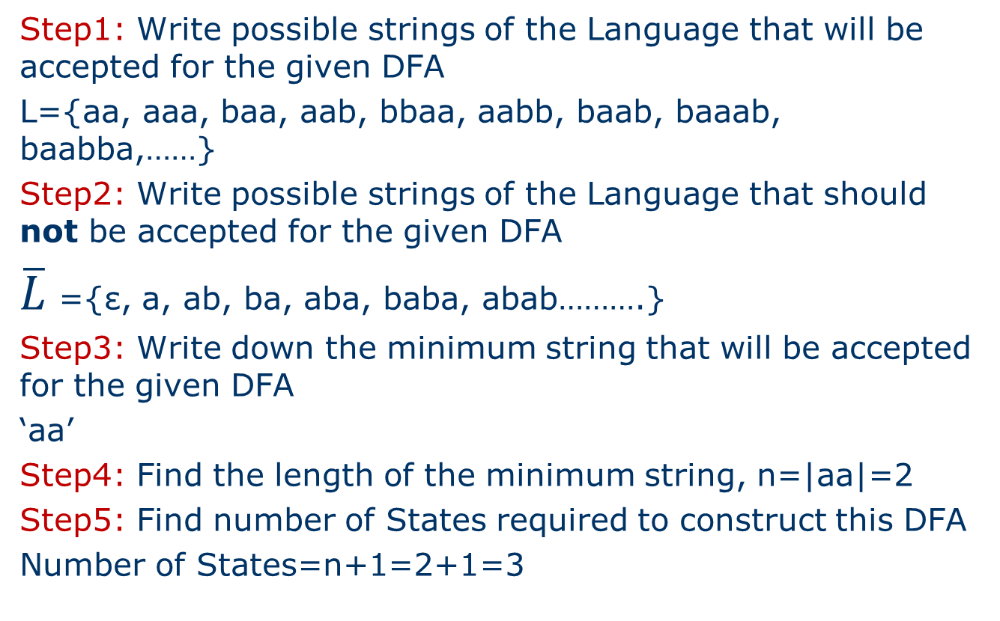 Step1: Write possible strings of the Language that will be
accepted for the given DFA
L={aa, aaa, baa, aab, bbaa, aabb, baab, baaab,
baabba,......}
Step2: Write possible strings of the Language that should
not be accepted for the given DFA
L̅ ={ε, a, ab, ba, aba, baba, abab..........}
Step3: Write down the minimum string that will be accepted
for the given DFA
‘aa’
Step4: Find the length of the minimum string, n=|aa|=2
Step5: Find number of States required to construct this DFA
Number of States=n+1=2+1=3